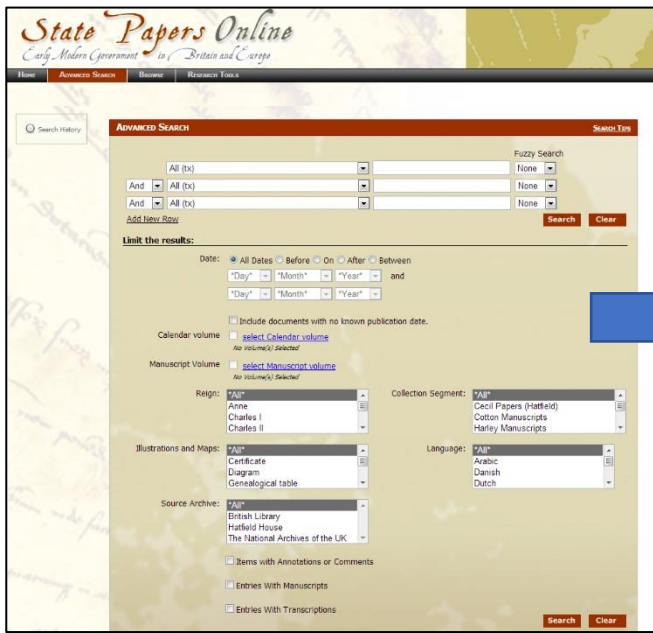 State Papers Online
Early Modern Government in Britain and Europe
Home Advanced Search Browse Research Tools
Search History
Advanced Search Search Tips
Fuzzy Search
All (tx) None
And All (tx) None
And All (tx) None
Add New Row Search Clear
Limit the results:
Date: All Dates Before On After Between
*Day* *Month* *Year* and
*Day* *Month* *Year*
Include documents with no known publication date.
Calendar volume select Calendar volume
No Volume(s) Selected
Manuscript Volume select Manuscript volume
No Volume(s) Selected
Reign: *All* Collection Segment: *All*
Anne Cecil Papers (Hatfield)
Charles I Cotton Manuscripts
Charles II Harley Manuscripts
Illustrations and Maps: *All* Language: *All*
Certificate Arabic
Diagram Danish
Genealogical table Dutch
Source Archive: *All*
British Library
Hatfield House
The National Archives of the UK
Items with Annotations or Comments
Entries With Manuscripts
Entries With Transcriptions
Search Clear